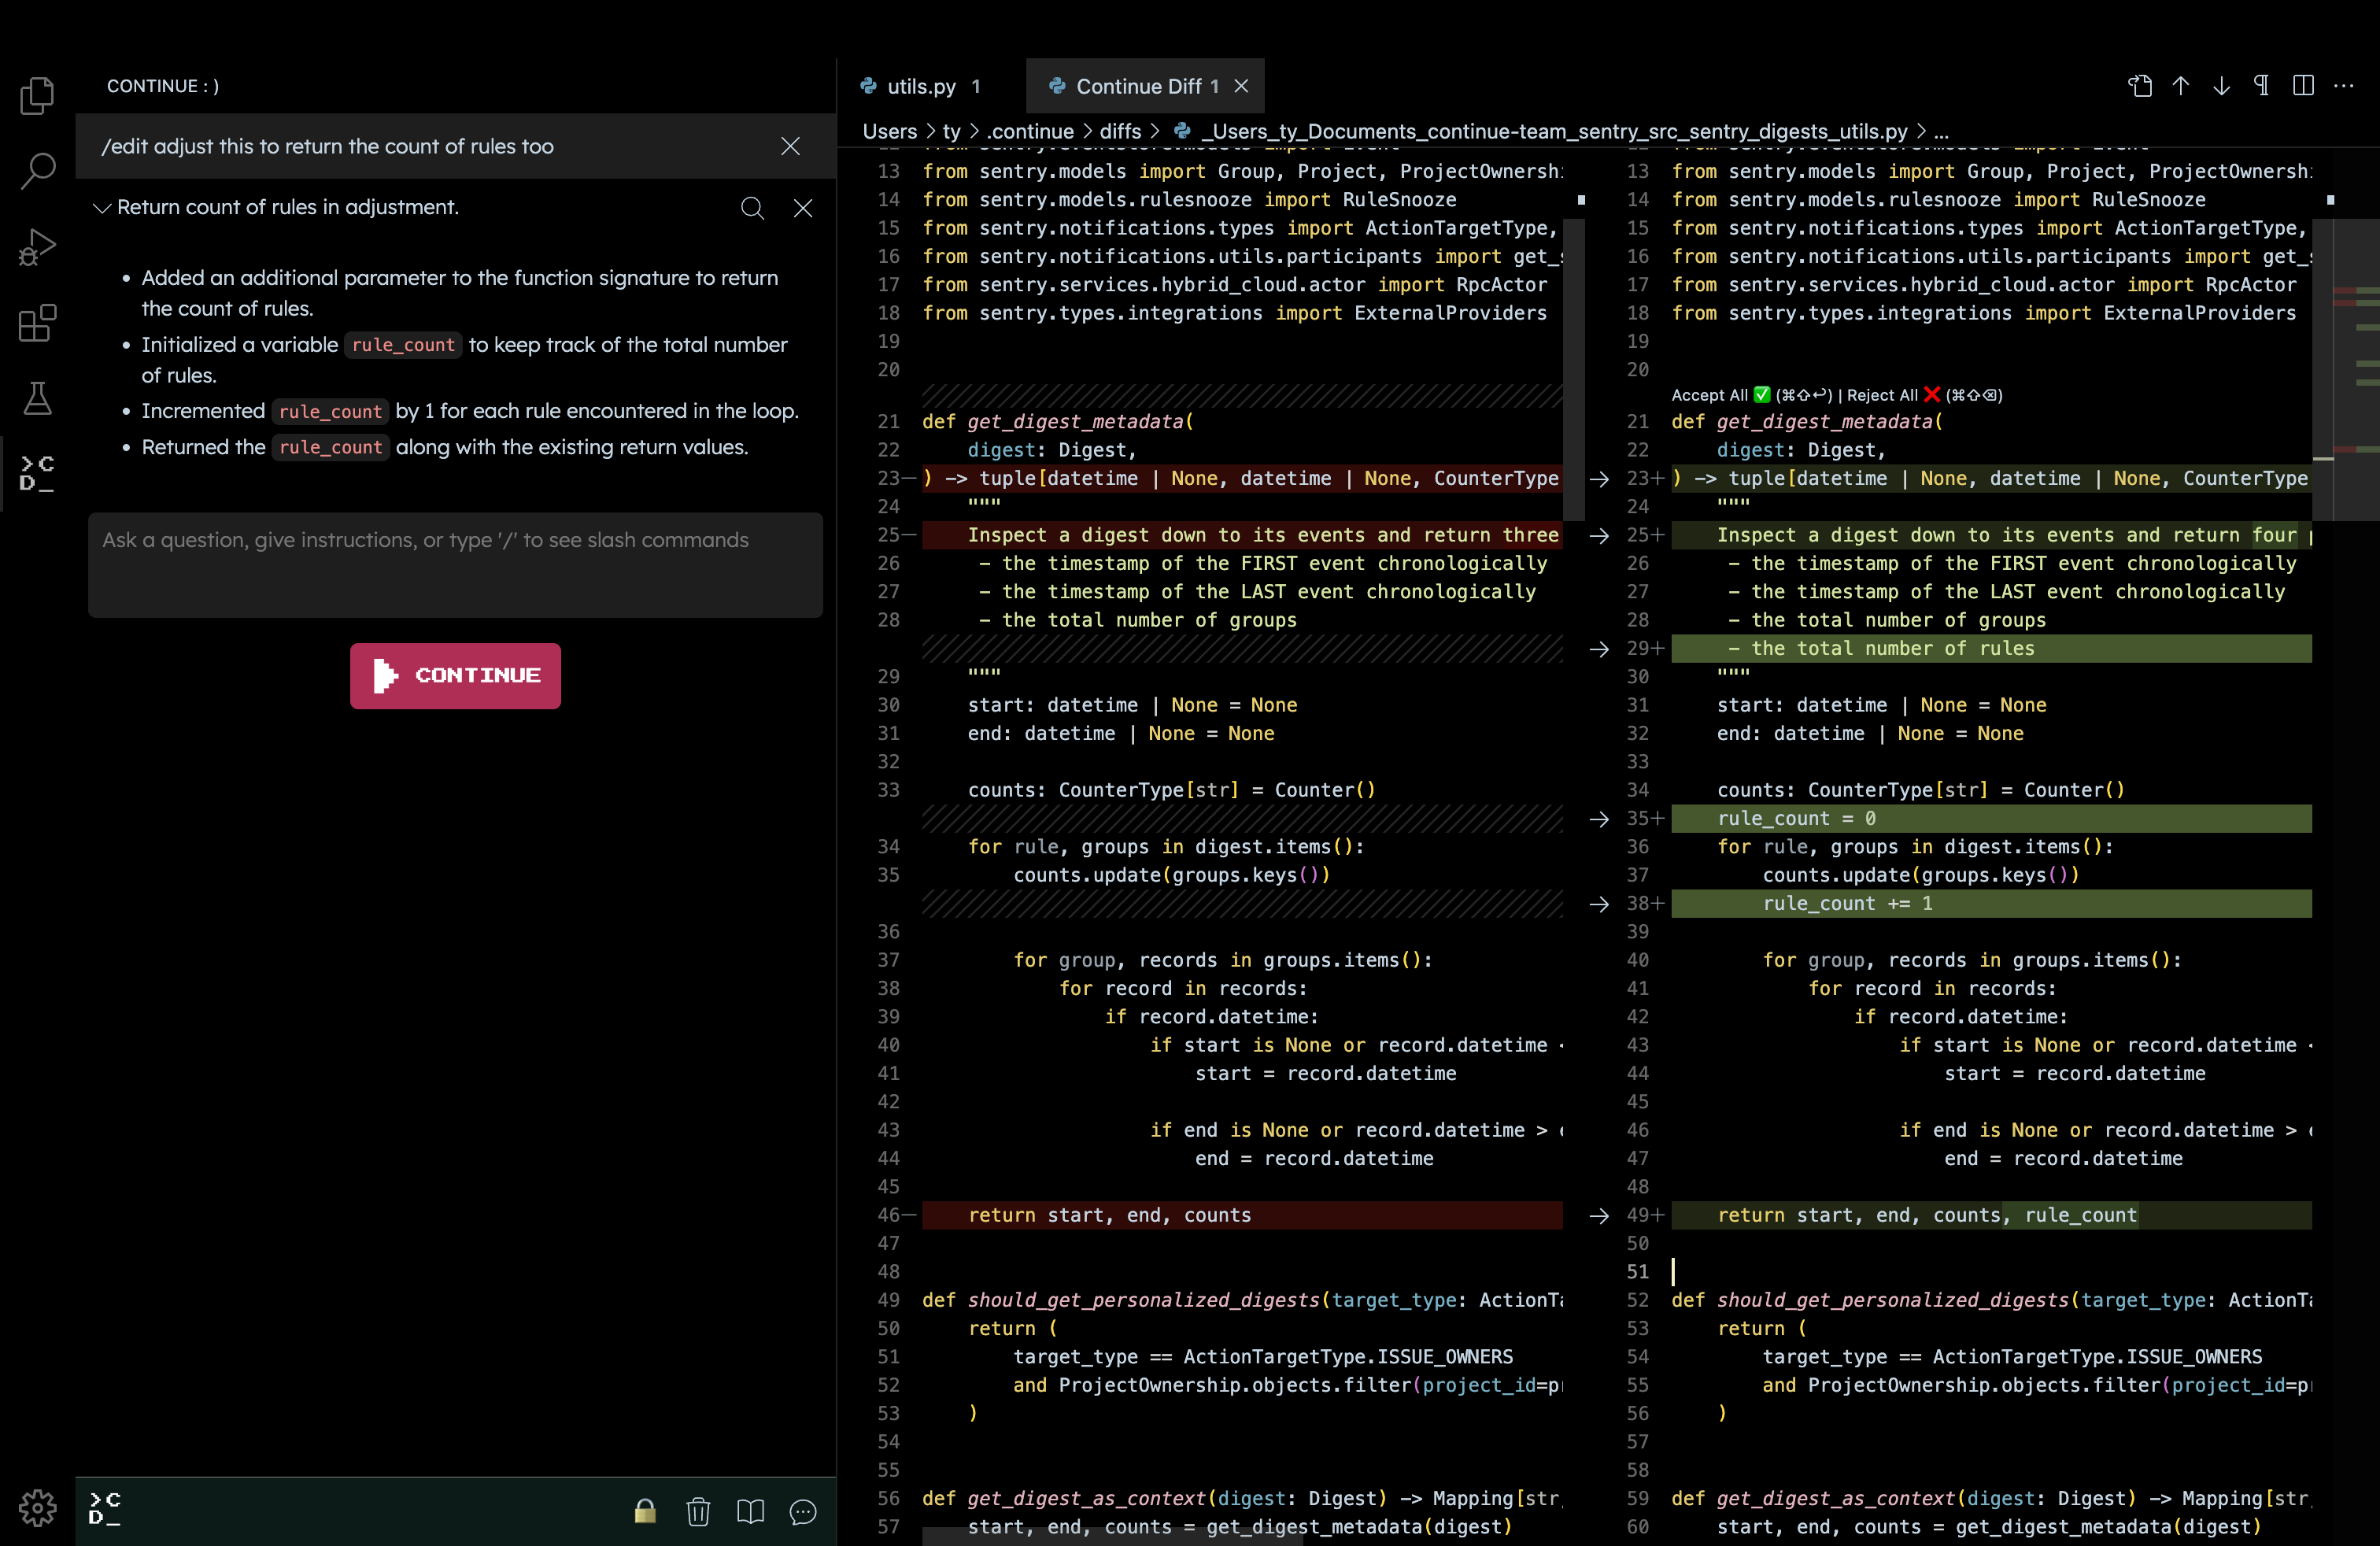 CONTINUE : )
/edit adjust this to return the count of rules too
Return count of rules in adjustment.
• Added an additional parameter to the function signature to return
the count of rules.
• Initialized a variable rule_count to keep track of the total number
of rules.
• Incremented rule_count by 1 for each rule encountered in the loop.
• Returned the rule_count along with the existing return values.
Ask a question, give instructions, or type '/' to see slash commands
CONTINUE
>C
D_
>C
D_
utils.py 1
Continue Diff 1
Users > ty > .continue > diffs > _Users_ty_Documents_continue-team_sentry_src_sentry_digests_utils.py > ...
13 from sentry.models import Group, Project, ProjectOwnershi
14 from sentry.models.rulesnooze import RuleSnooze
15 from sentry.notifications.types import ActionTargetType,
16 from sentry.notifications.utils.participants import get_s
17 from sentry.services.hybrid_cloud.actor import RpcActor
18 from sentry.types.integrations import ExternalProviders
19
20
21 def get_digest_metadata(
22     digest: Digest,
23— ) -> tuple[datetime | None, datetime | None, CounterType
24     """
25—     Inspect a digest down to its events and return three
26      - the timestamp of the FIRST event chronologically
27      - the timestamp of the LAST event chronologically
28      - the total number of groups
29     """
30     start: datetime | None = None
31     end: datetime | None = None
32
33     counts: CounterType[str] = Counter()
34     for rule, groups in digest.items():
35         counts.update(groups.keys())
36
37         for group, records in groups.items():
38             for record in records:
39                 if record.datetime:
40                     if start is None or record.datetime <
41                         start = record.datetime
42
43                     if end is None or record.datetime > e
44                         end = record.datetime
45
46—     return start, end, counts
47
48
49 def should_get_personalized_digests(target_type: ActionTa
50     return (
51         target_type == ActionTargetType.ISSUE_OWNERS
52         and ProjectOwnership.objects.filter(project_id=pr
53     )
54
55
56 def get_digest_as_context(digest: Digest) -> Mapping[str,
57     start, end, counts = get_digest_metadata(digest)
13 from sentry.models import Group, Project, ProjectOwnershi
14 from sentry.models.rulesnooze import RuleSnooze
15 from sentry.notifications.types import ActionTargetType,
16 from sentry.notifications.utils.participants import get_s
17 from sentry.services.hybrid_cloud.actor import RpcActor
18 from sentry.types.integrations import ExternalProviders
19
20
Accept All ✅ (⌘⇧↩) | Reject All ❌ (⌘⇧⌫)
21 def get_digest_metadata(
22     digest: Digest,
23+ ) -> tuple[datetime | None, datetime | None, CounterType
24     """
25+     Inspect a digest down to its events and return four
26      - the timestamp of the FIRST event chronologically
27      - the timestamp of the LAST event chronologically
28      - the total number of groups
29+      - the total number of rules
30     """
31     start: datetime | None = None
32     end: datetime | None = None
33
34     counts: CounterType[str] = Counter()
35+     rule_count = 0
36     for rule, groups in digest.items():
37         counts.update(groups.keys())
38+         rule_count += 1
39
40         for group, records in groups.items():
41             for record in records:
42                 if record.datetime:
43                     if start is None or record.datetime <
44                         start = record.datetime
45
46                     if end is None or record.datetime > e
47                         end = record.datetime
48
49+     return start, end, counts, rule_count
50
51
52 def should_get_personalized_digests(target_type: ActionTa
53     return (
54         target_type == ActionTargetType.ISSUE_OWNERS
55         and ProjectOwnership.objects.filter(project_id=pr
56     )
57
58
59 def get_digest_as_context(digest: Digest) -> Mapping[str,
60     start, end, counts = get_digest_metadata(digest)